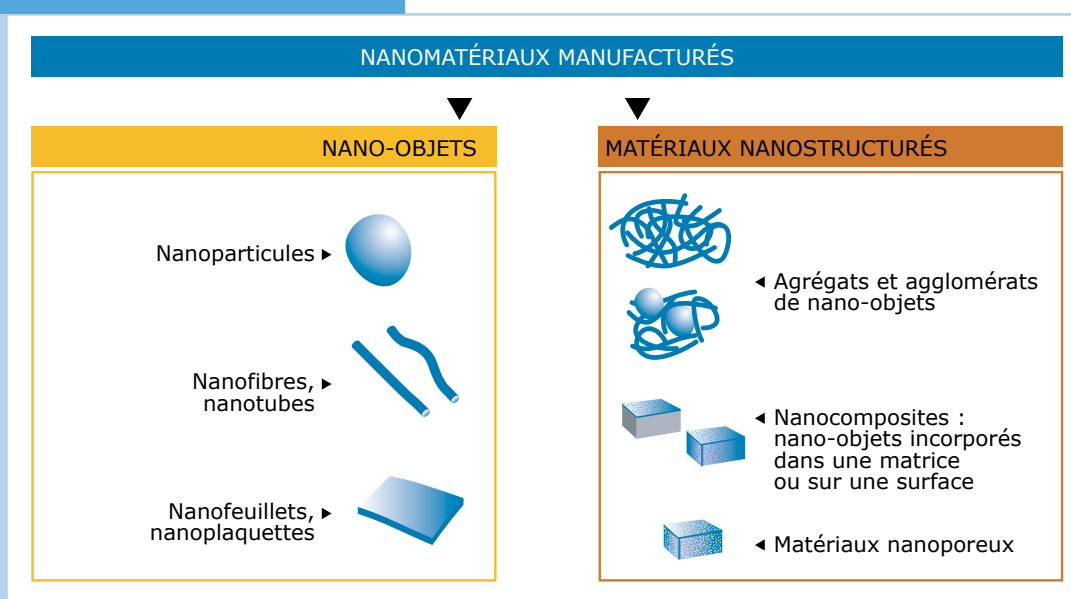 NANOMATÉRIAUX MANUFACTURÉS
NANO-OBJETS
Nanoparticules
Nanofibres,
nanotubes
Nanofeuillets,
nanoplaquettes
MATÉRIAUX NANOSTRUCTURÉS
Agrégats et agglomérats
de nano-objets
Nanocomposites :
nano-objets incorporés
dans une matrice
ou sur une surface
Matériaux nanoporeux